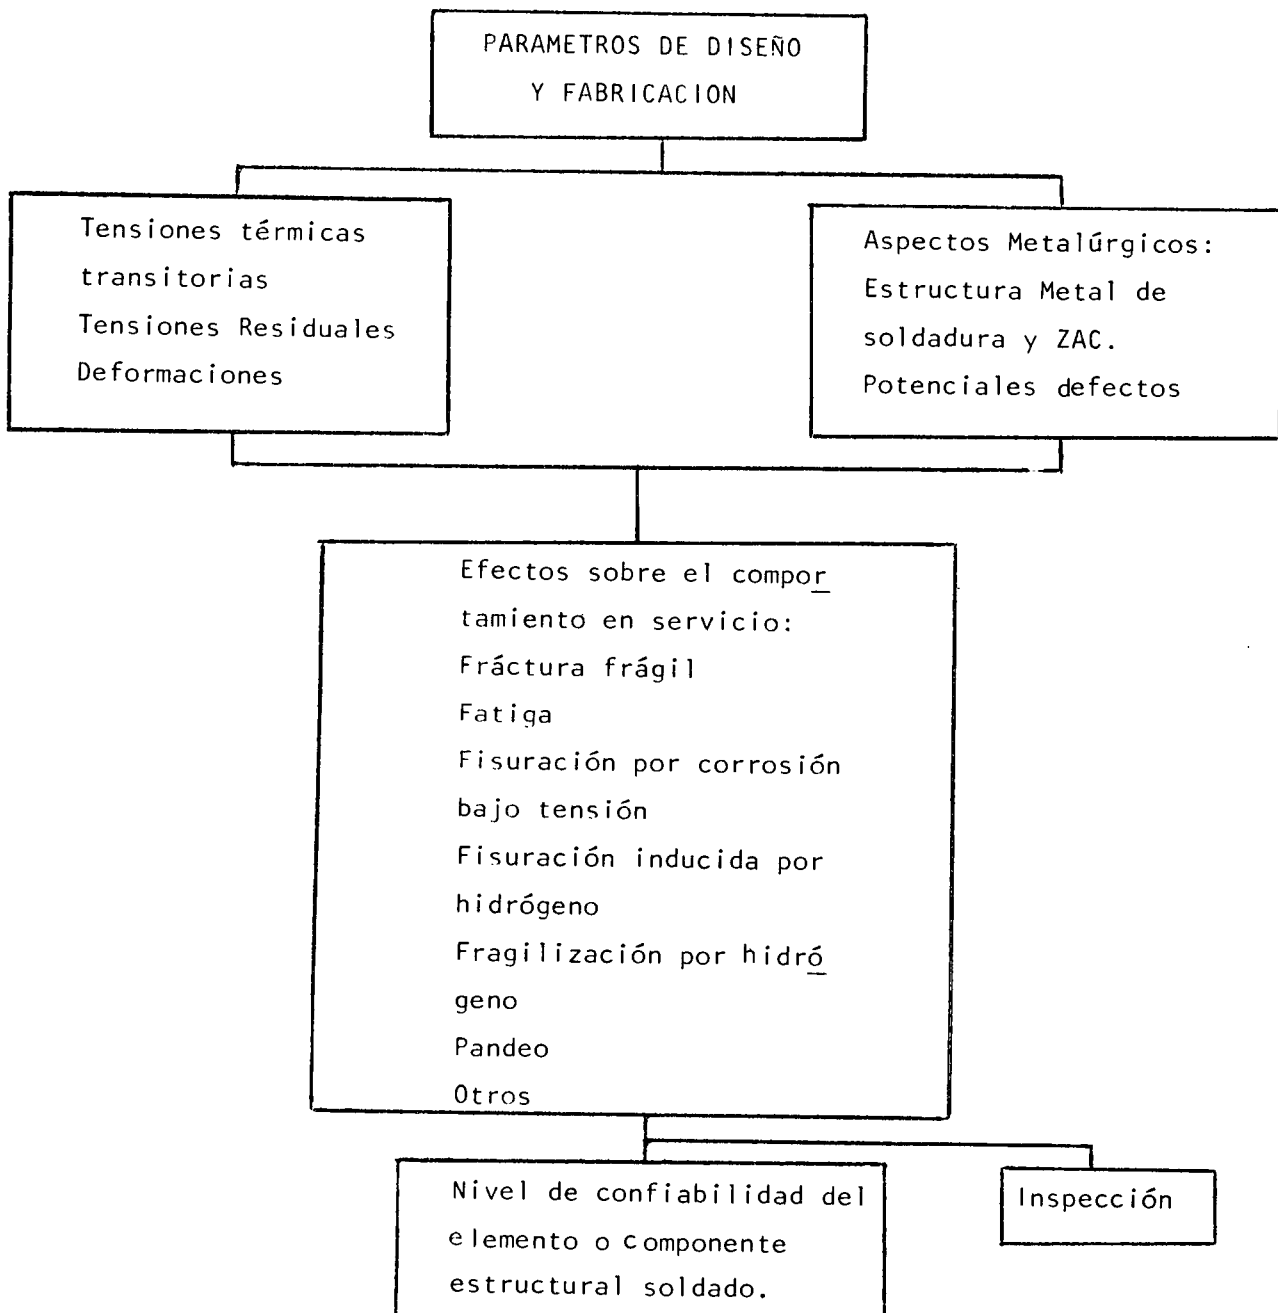 PARAMETROS DE DISEÑO
Y FABRICACION
Tensiones térmicas
transitorias
Tensiones Residuales
Deformaciones
Aspectos Metalúrgicos:
Estructura Metal de
soldadura y ZAC.
Potenciales defectos
Efectos sobre el compor
tamiento en servicio:
Fráctura frágil
Fatiga
Fisuración por corrosión
bajo tensión
Fisuración inducida por
hidrógeno
Fragilización por hidró
geno
Pandeo
Otros
Nivel de confiabilidad del
elemento o componente
estructural soldado.
Inspección